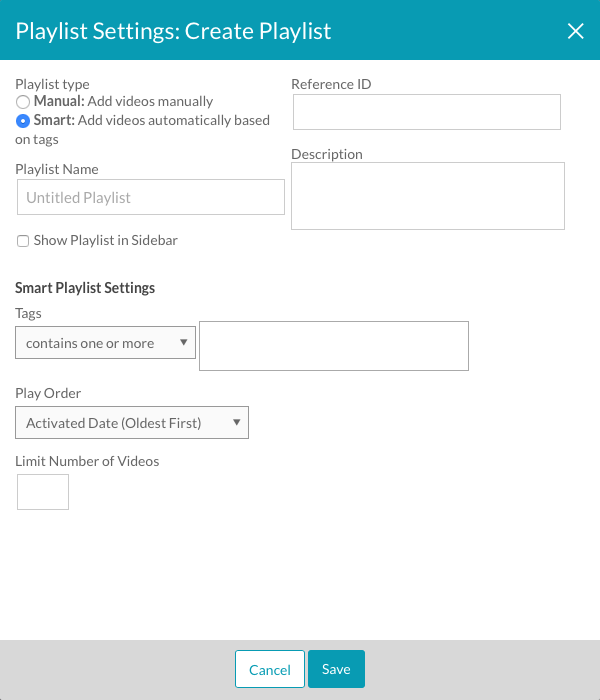 Playlist Settings: Create Playlist
Playlist type
Manual: Add videos manually
Smart: Add videos automatically based
on tags
Playlist Name
Untitled Playlist
Show Playlist in Sidebar
Reference ID
Description
Smart Playlist Settings
Tags
contains one or more
Play Order
Activated Date (Oldest First)
Limit Number of Videos
Cancel
Save